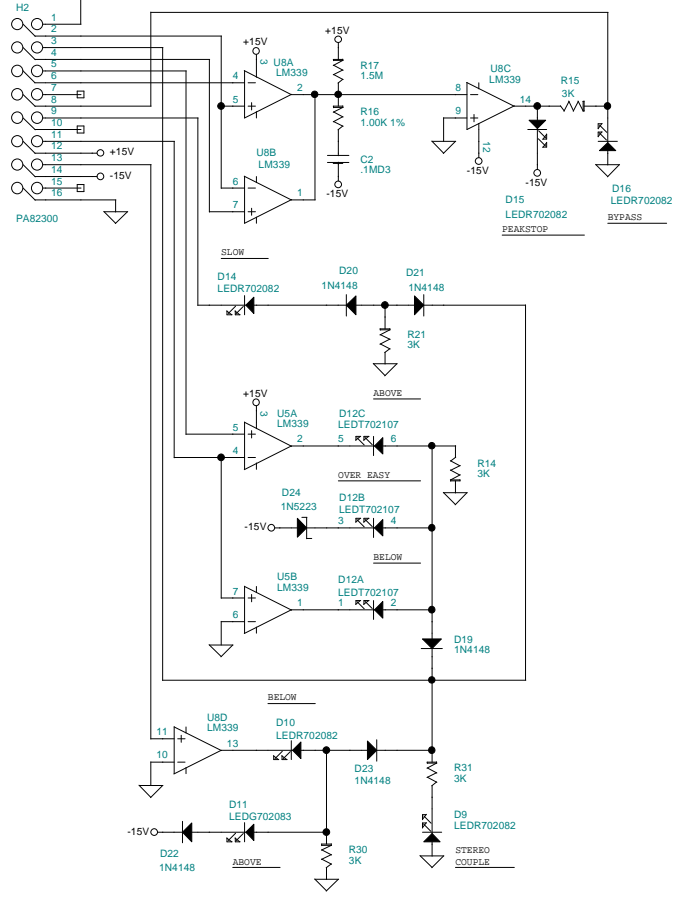 H2
1
2
3
4
5
6
7
8
9
10
11
12
13
14
15
16
+15V
-15V
PA82300
+15V
3
U8A
LM339
4
5
2
U8B
LM339
6
7
1
+15V
R17
1.5M
R16
1.00K 1%
C2
.1MD3
-15V
U8C
LM339
8
9
14
12
-15V
R15
3K
-15V
D15
LEDR702082
PEAKSTOP
D16
LEDR702082
BYPASS
SLOW
D14
LEDR702082
D20
1N4148
D21
1N4148
R21
3K
ABOVE
+15V
3
U5A
LM339
5
4
2
D12C
LEDT702107
5
6
R14
3K
OVER EASY
D24
1N5223
-15V
D12B
LEDT702107
3
4
BELOW
U5B
LM339
7
6
1
D12A
LEDT702107
1
2
D19
1N4148
BELOW
U8D
LM339
11
10
13
D10
LEDR702082
D23
1N4148
R31
3K
D11
LEDG702083
-15V
D22
1N4148
ABOVE
R30
3K
D9
LEDR702082
STEREO
COUPLE